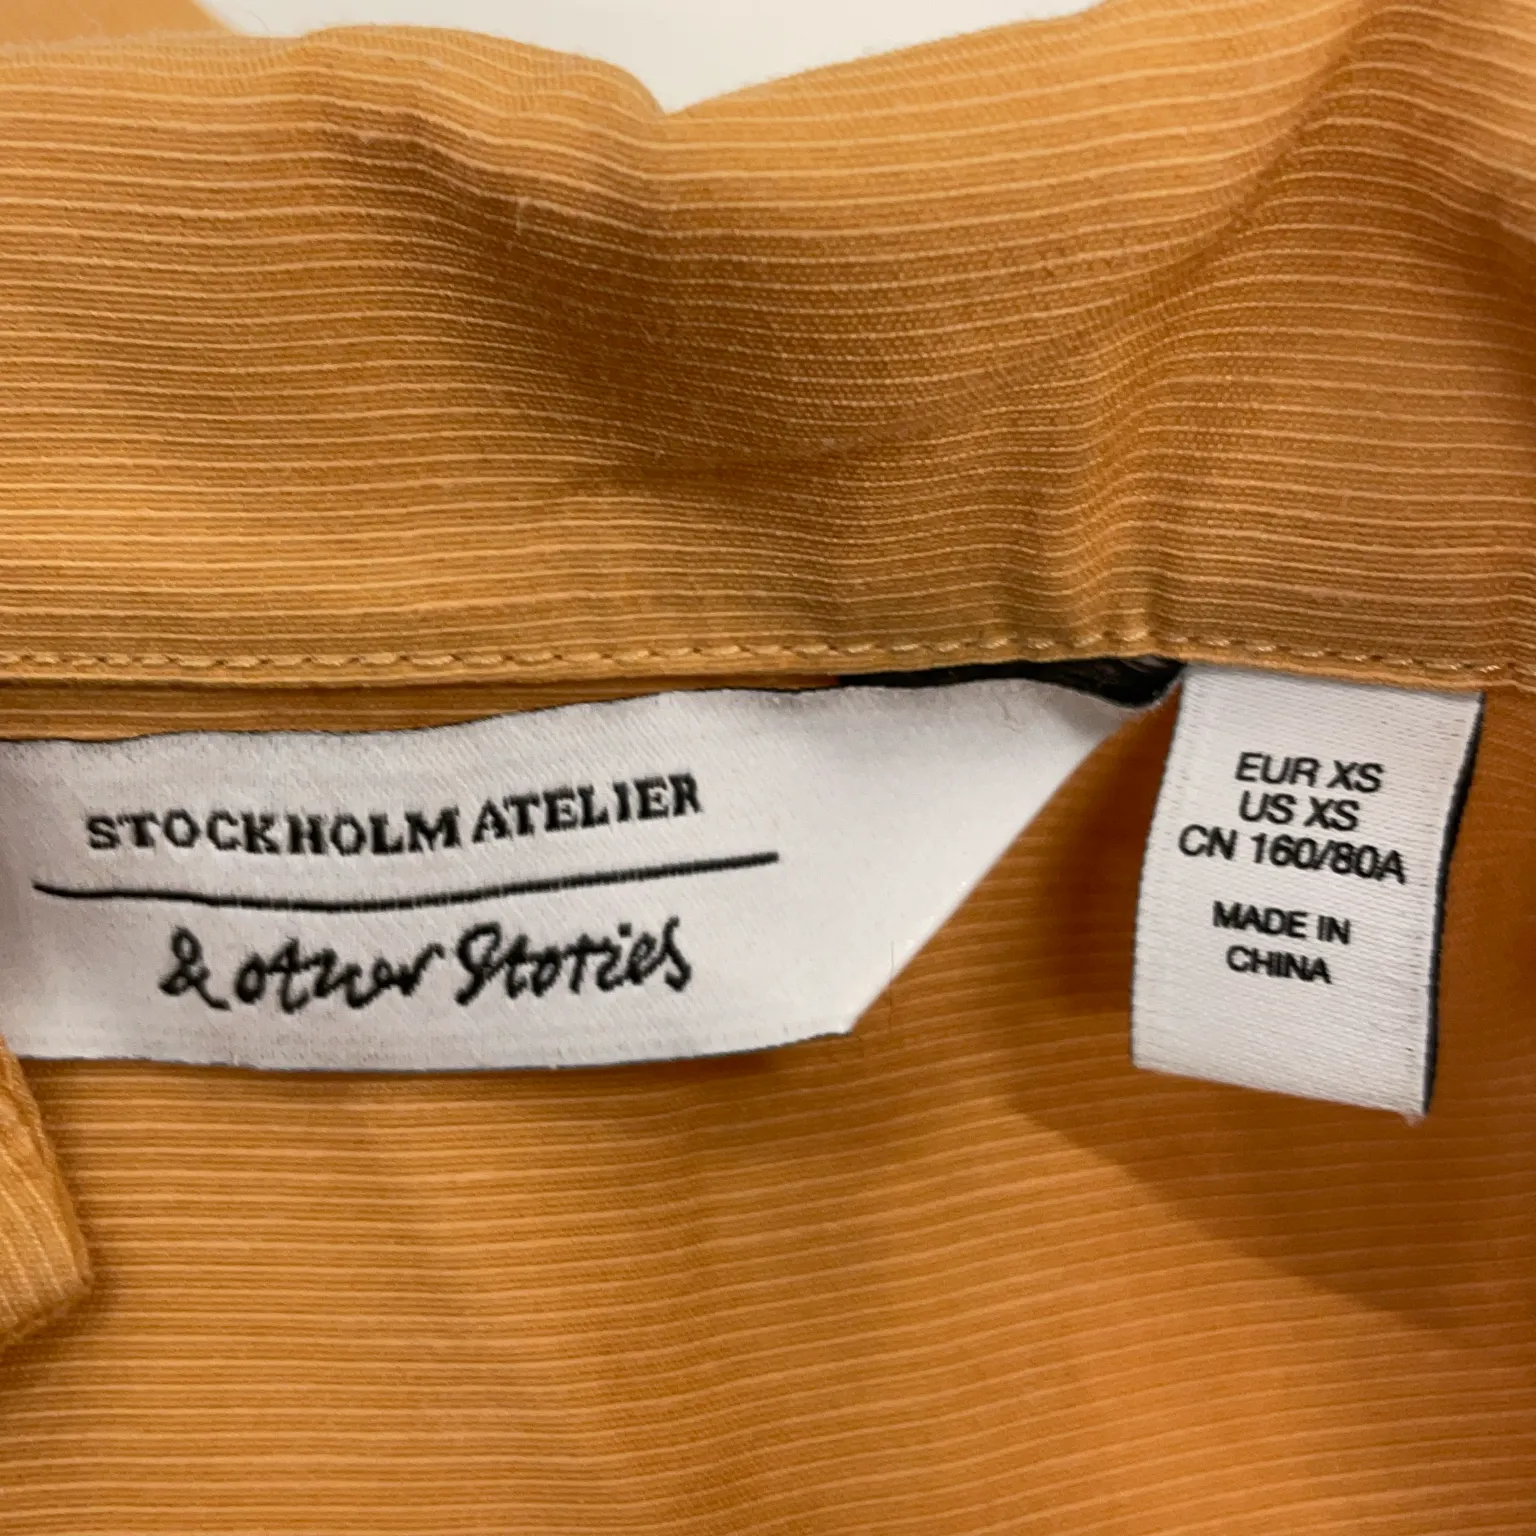 STOCKHOLM ATELIER
& other Stories
EUR XS
US XS
CN 160/80A
MADE IN
CHINA